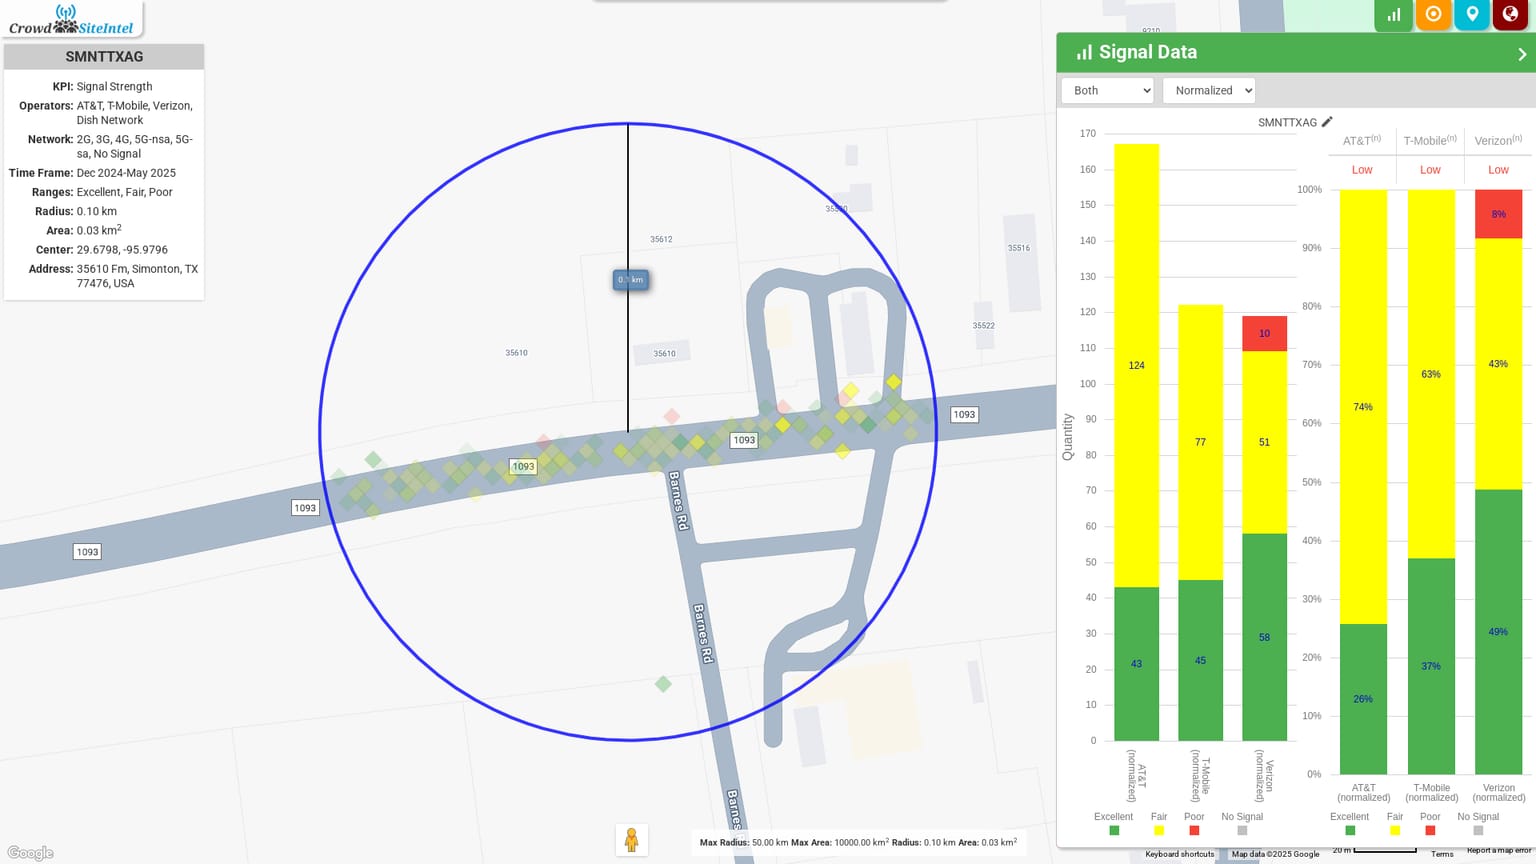 CrowdSiteIntel
SMNTTXAG
KPI: Signal Strength
Operators: AT&T, T-Mobile, Verizon,
Dish Network
Network: 2G, 3G, 4G, 5G-nsa, 5G-
sa, No Signal
Time Frame: Dec 2024-May 2025
Ranges: Excellent, Fair, Poor
Radius: 0.10 km
Area: 0.03 km²
Center: 29.6798, -95.9796
Address: 35610 Fm, Simonton, TX
77476, USA
35612
35516
0.1 km
35522
35610
35610
1093
1093
1093
1093
1093
Barnes Rd
Barnes Rd
Barnes
Google
Max Radius: 50.00 km Max Area: 10000.00 km² Radius: 0.10 km Area: 0.03 km²
Signal Data
Both
Normalized
SMNTTXAG
170
160
150
140
130
120
110
100
90
80
70
60
50
40
30
20
10
0
Quantity
124
43
77
45
10
51
58
AT&T
(normalized)
T-Mobile
(normalized)
Verizon
(normalized)
Excellent
Fair
Poor
No Signal
AT&T(n)
T-Mobile(n)
Verizon(n)
Low
Low
Low
100%
90%
80%
70%
60%
50%
40%
30%
20%
10%
0%
74%
26%
63%
37%
8%
43%
49%
AT&T
(normalized)
T-Mobile
(normalized)
Verizon
(normalized)
Excellent
Fair
Poor
No Signal
Keyboard shortcuts
Map data ©2025 Google
20 m
Terms
Report a map error